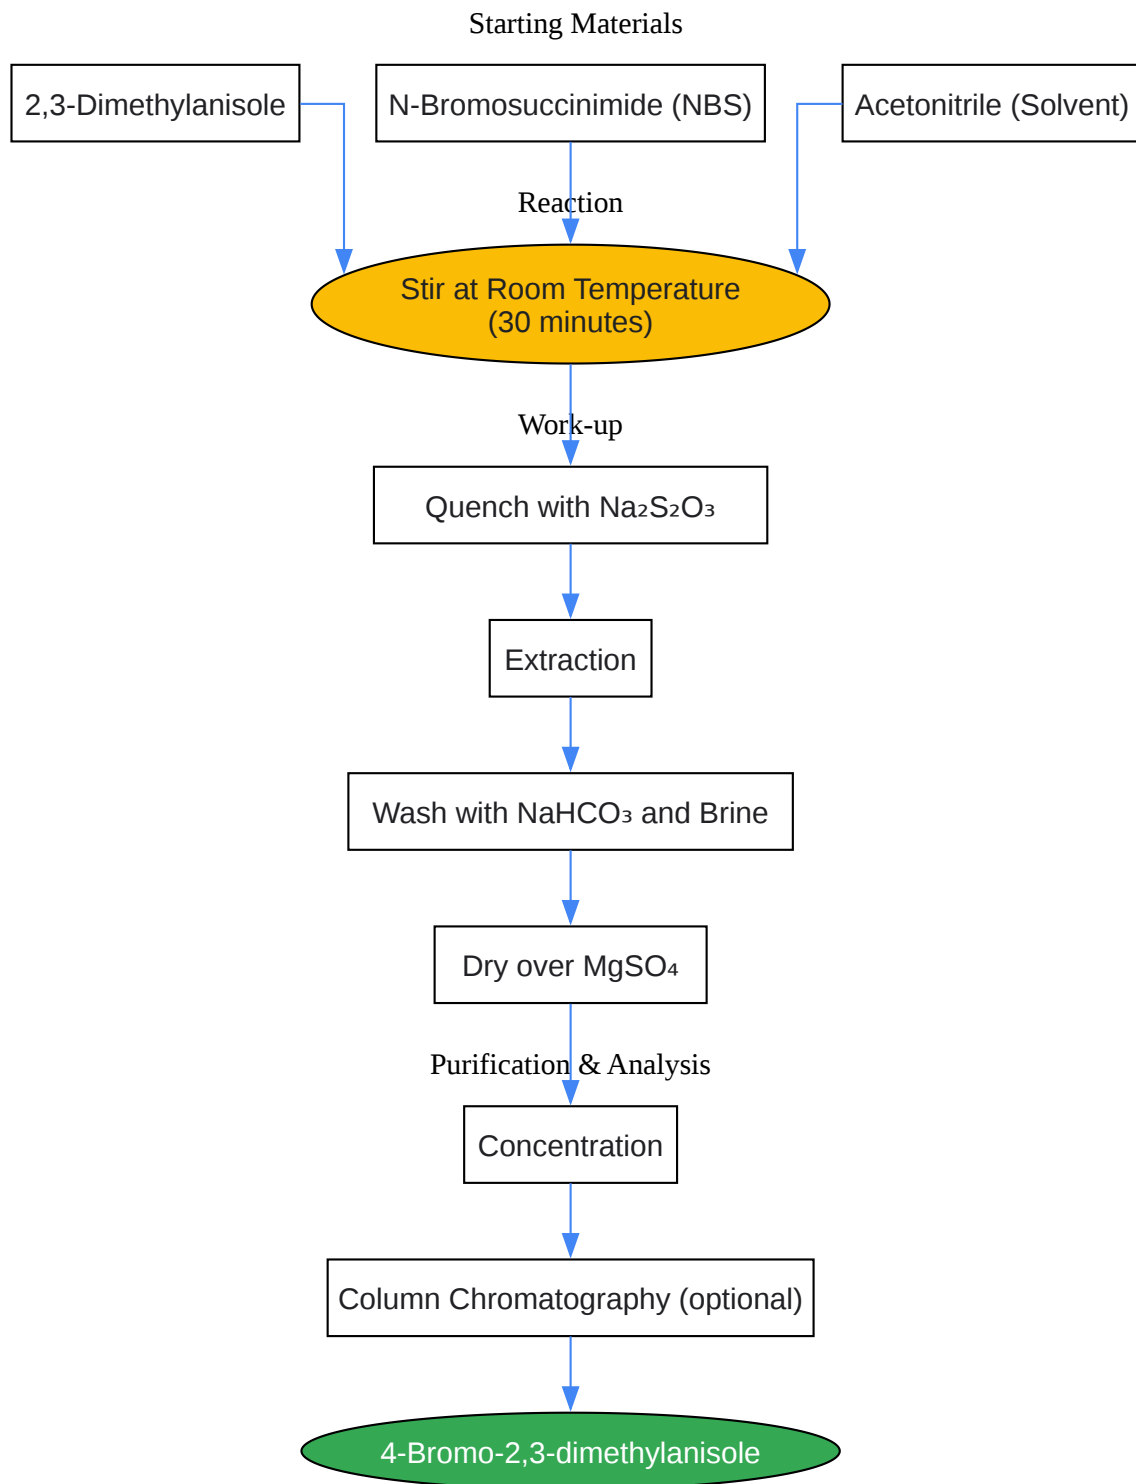 Starting Materials
2,3-Dimethylanisole
N-Bromosuccinimide (NBS)
Acetonitrile (Solvent)
Reaction
Stir at Room Temperature
(30 minutes)
Work-up
Quench with Na₂S₂O₃
Extraction
Wash with NaHCO₃ and Brine
Dry over MgSO₄
Purification & Analysis
Concentration
Column Chromatography (optional)
4-Bromo-2,3-dimethylanisole